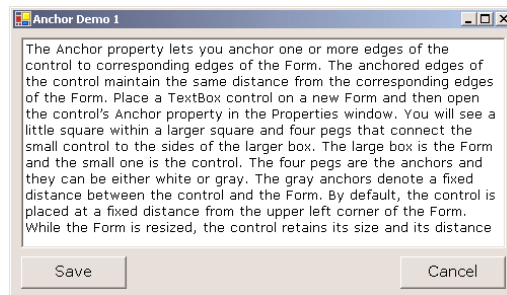 Anchor Demo 1
The Anchor property lets you anchor one or more edges of the
control to corresponding edges of the Form. The anchored edges of
the control maintain the same distance from the corresponding edges
of the Form. Place a TextBox control on a new Form and then open
the control's Anchor property in the Properties window. You will see a
little square within a larger square and four pegs that connect the
small control to the sides of the larger box. The large box is the Form
and the small one is the control. The four pegs are the anchors and
they can be either white or gray. The gray anchors denote a fixed
distance between the control and the Form. By default, the control is
placed at a fixed distance from the upper left corner of the Form.
While the Form is resized, the control retains its size and its distance
Save
Cancel